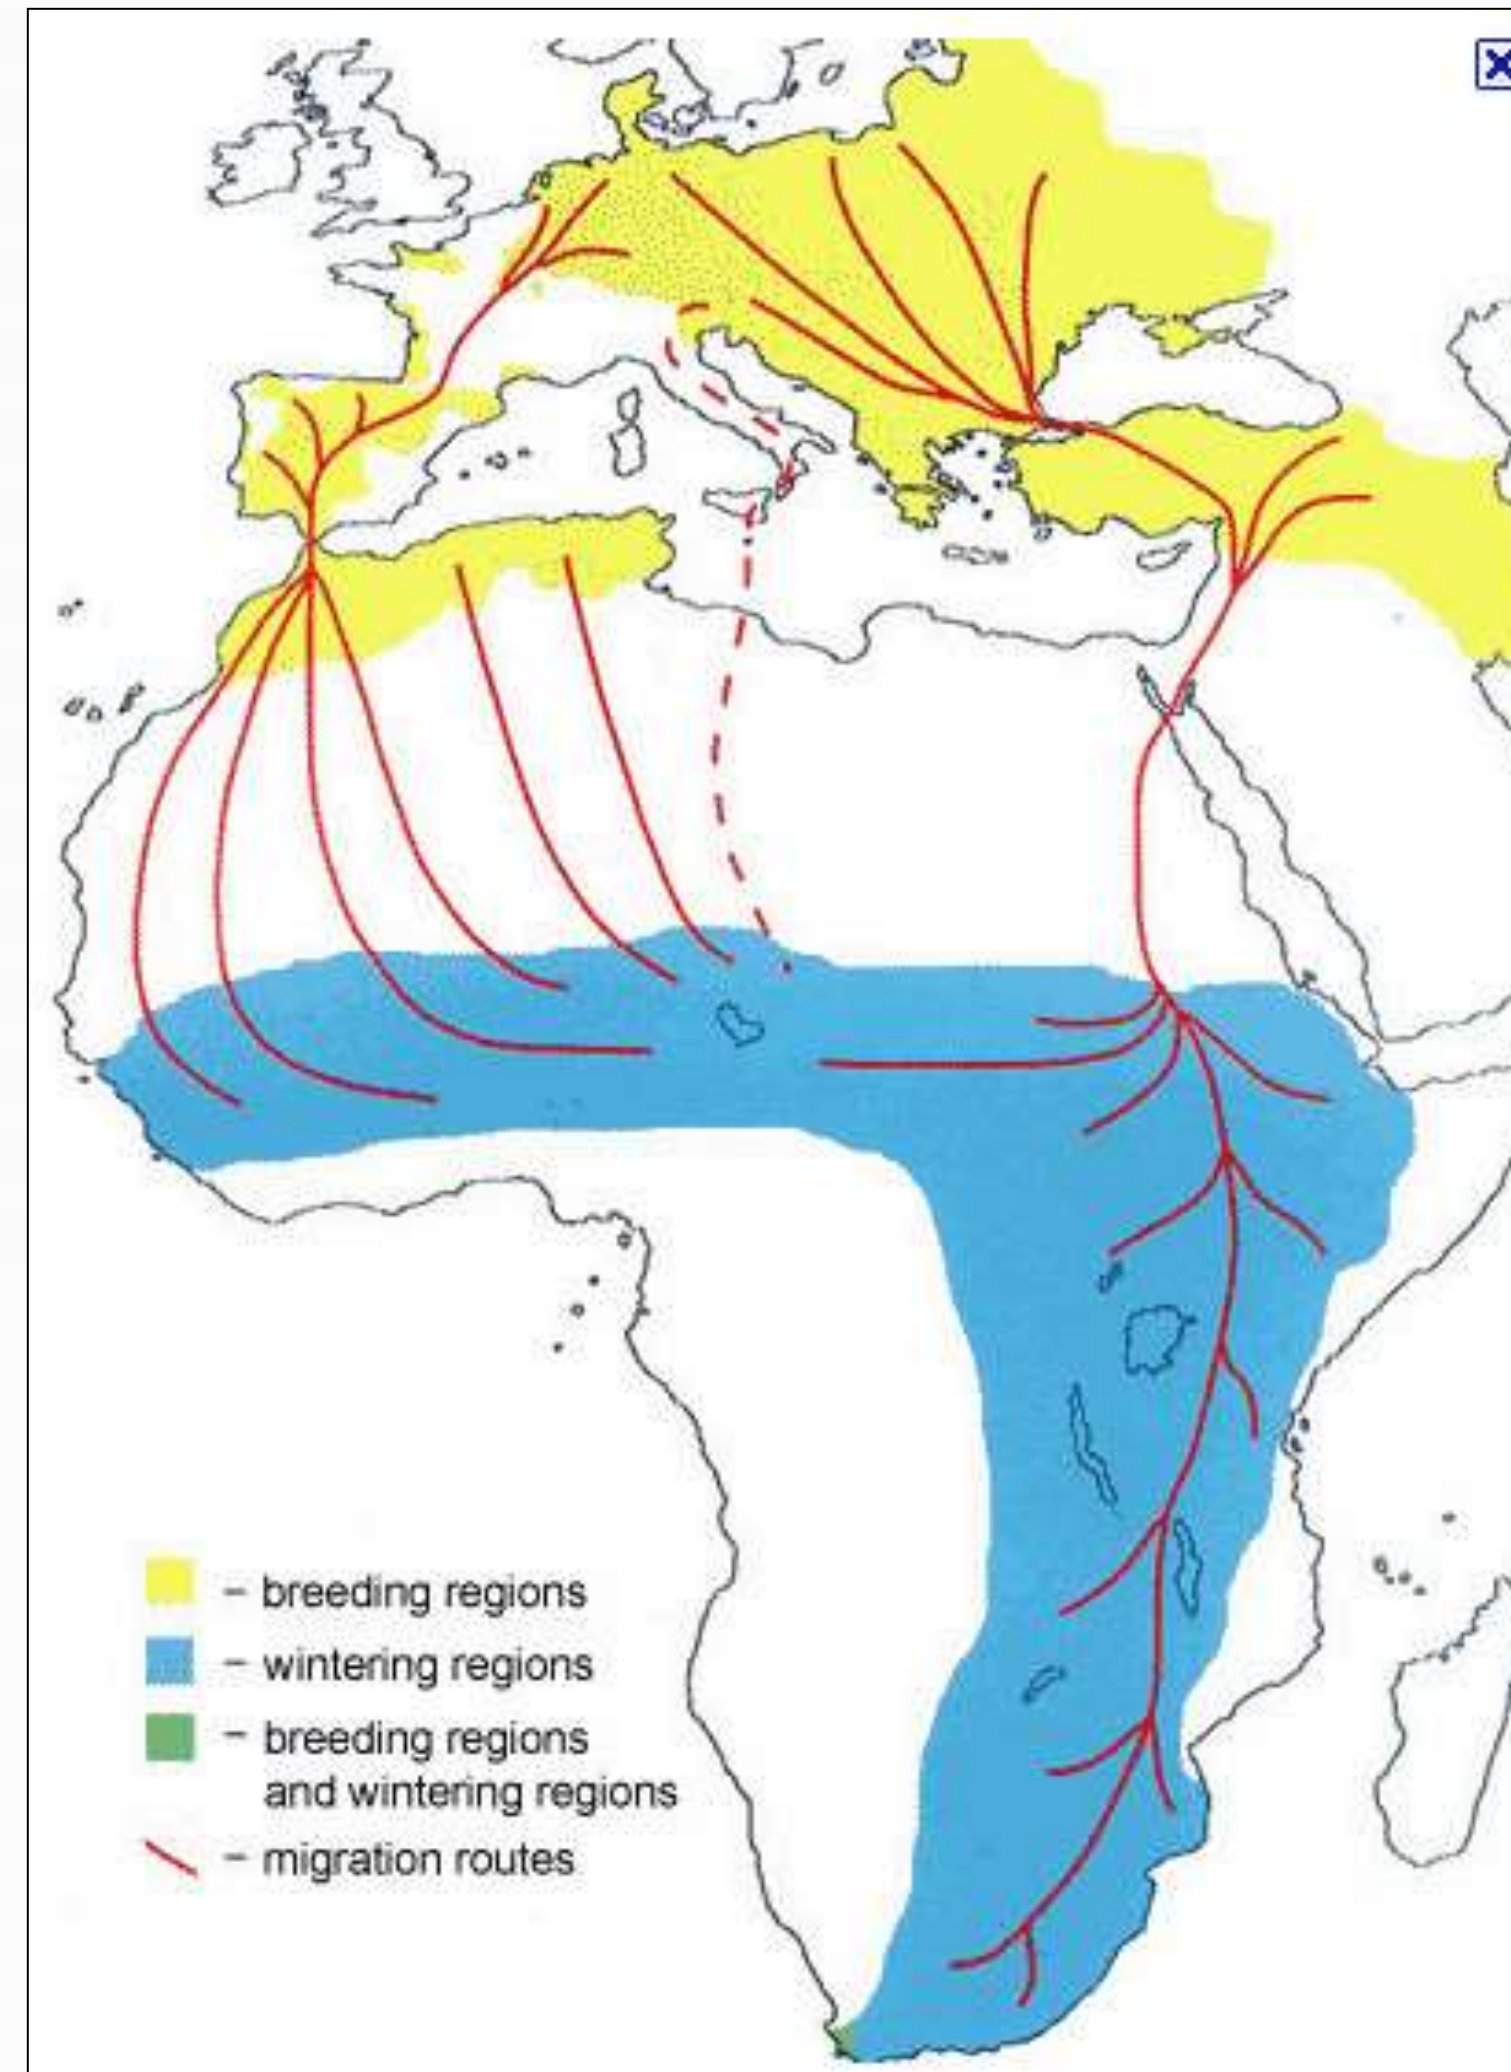 – breeding regions
– wintering regions
– breeding regions
and wintering regions
– migration routes